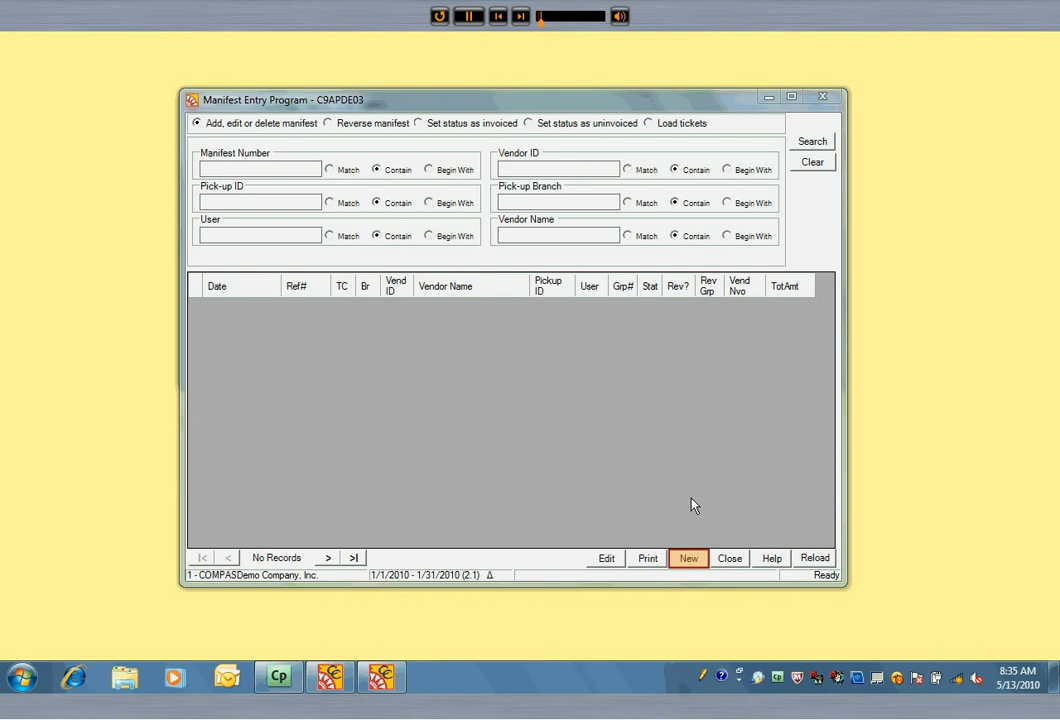 Manifest Entry Program - C9APDE03
Add, edit or delete manifest Reverse manifest Set status as invoiced Set status as uninvoiced Load tickets
Search
Clear
Manifest Number Vendor ID
Match Contain Begin With Match Contain Begin With
Pick-up ID Pick-up Branch
Match Contain Begin With Match Contain Begin With
User Vendor Name
Match Contain Begin With Match Contain Begin With
Date Ref# TC Br Vend ID Vendor Name Pickup ID User Grp# Stat Rev? Rev Grp Vend Nvo TotAmt
|< < No Records > >| Edit Print New Close Help Reload
1 - COMPASDemo Company, Inc. 1/1/2010 - 1/31/2010 (2.1) Δ Ready
Cp
8:35 AM
5/13/2010